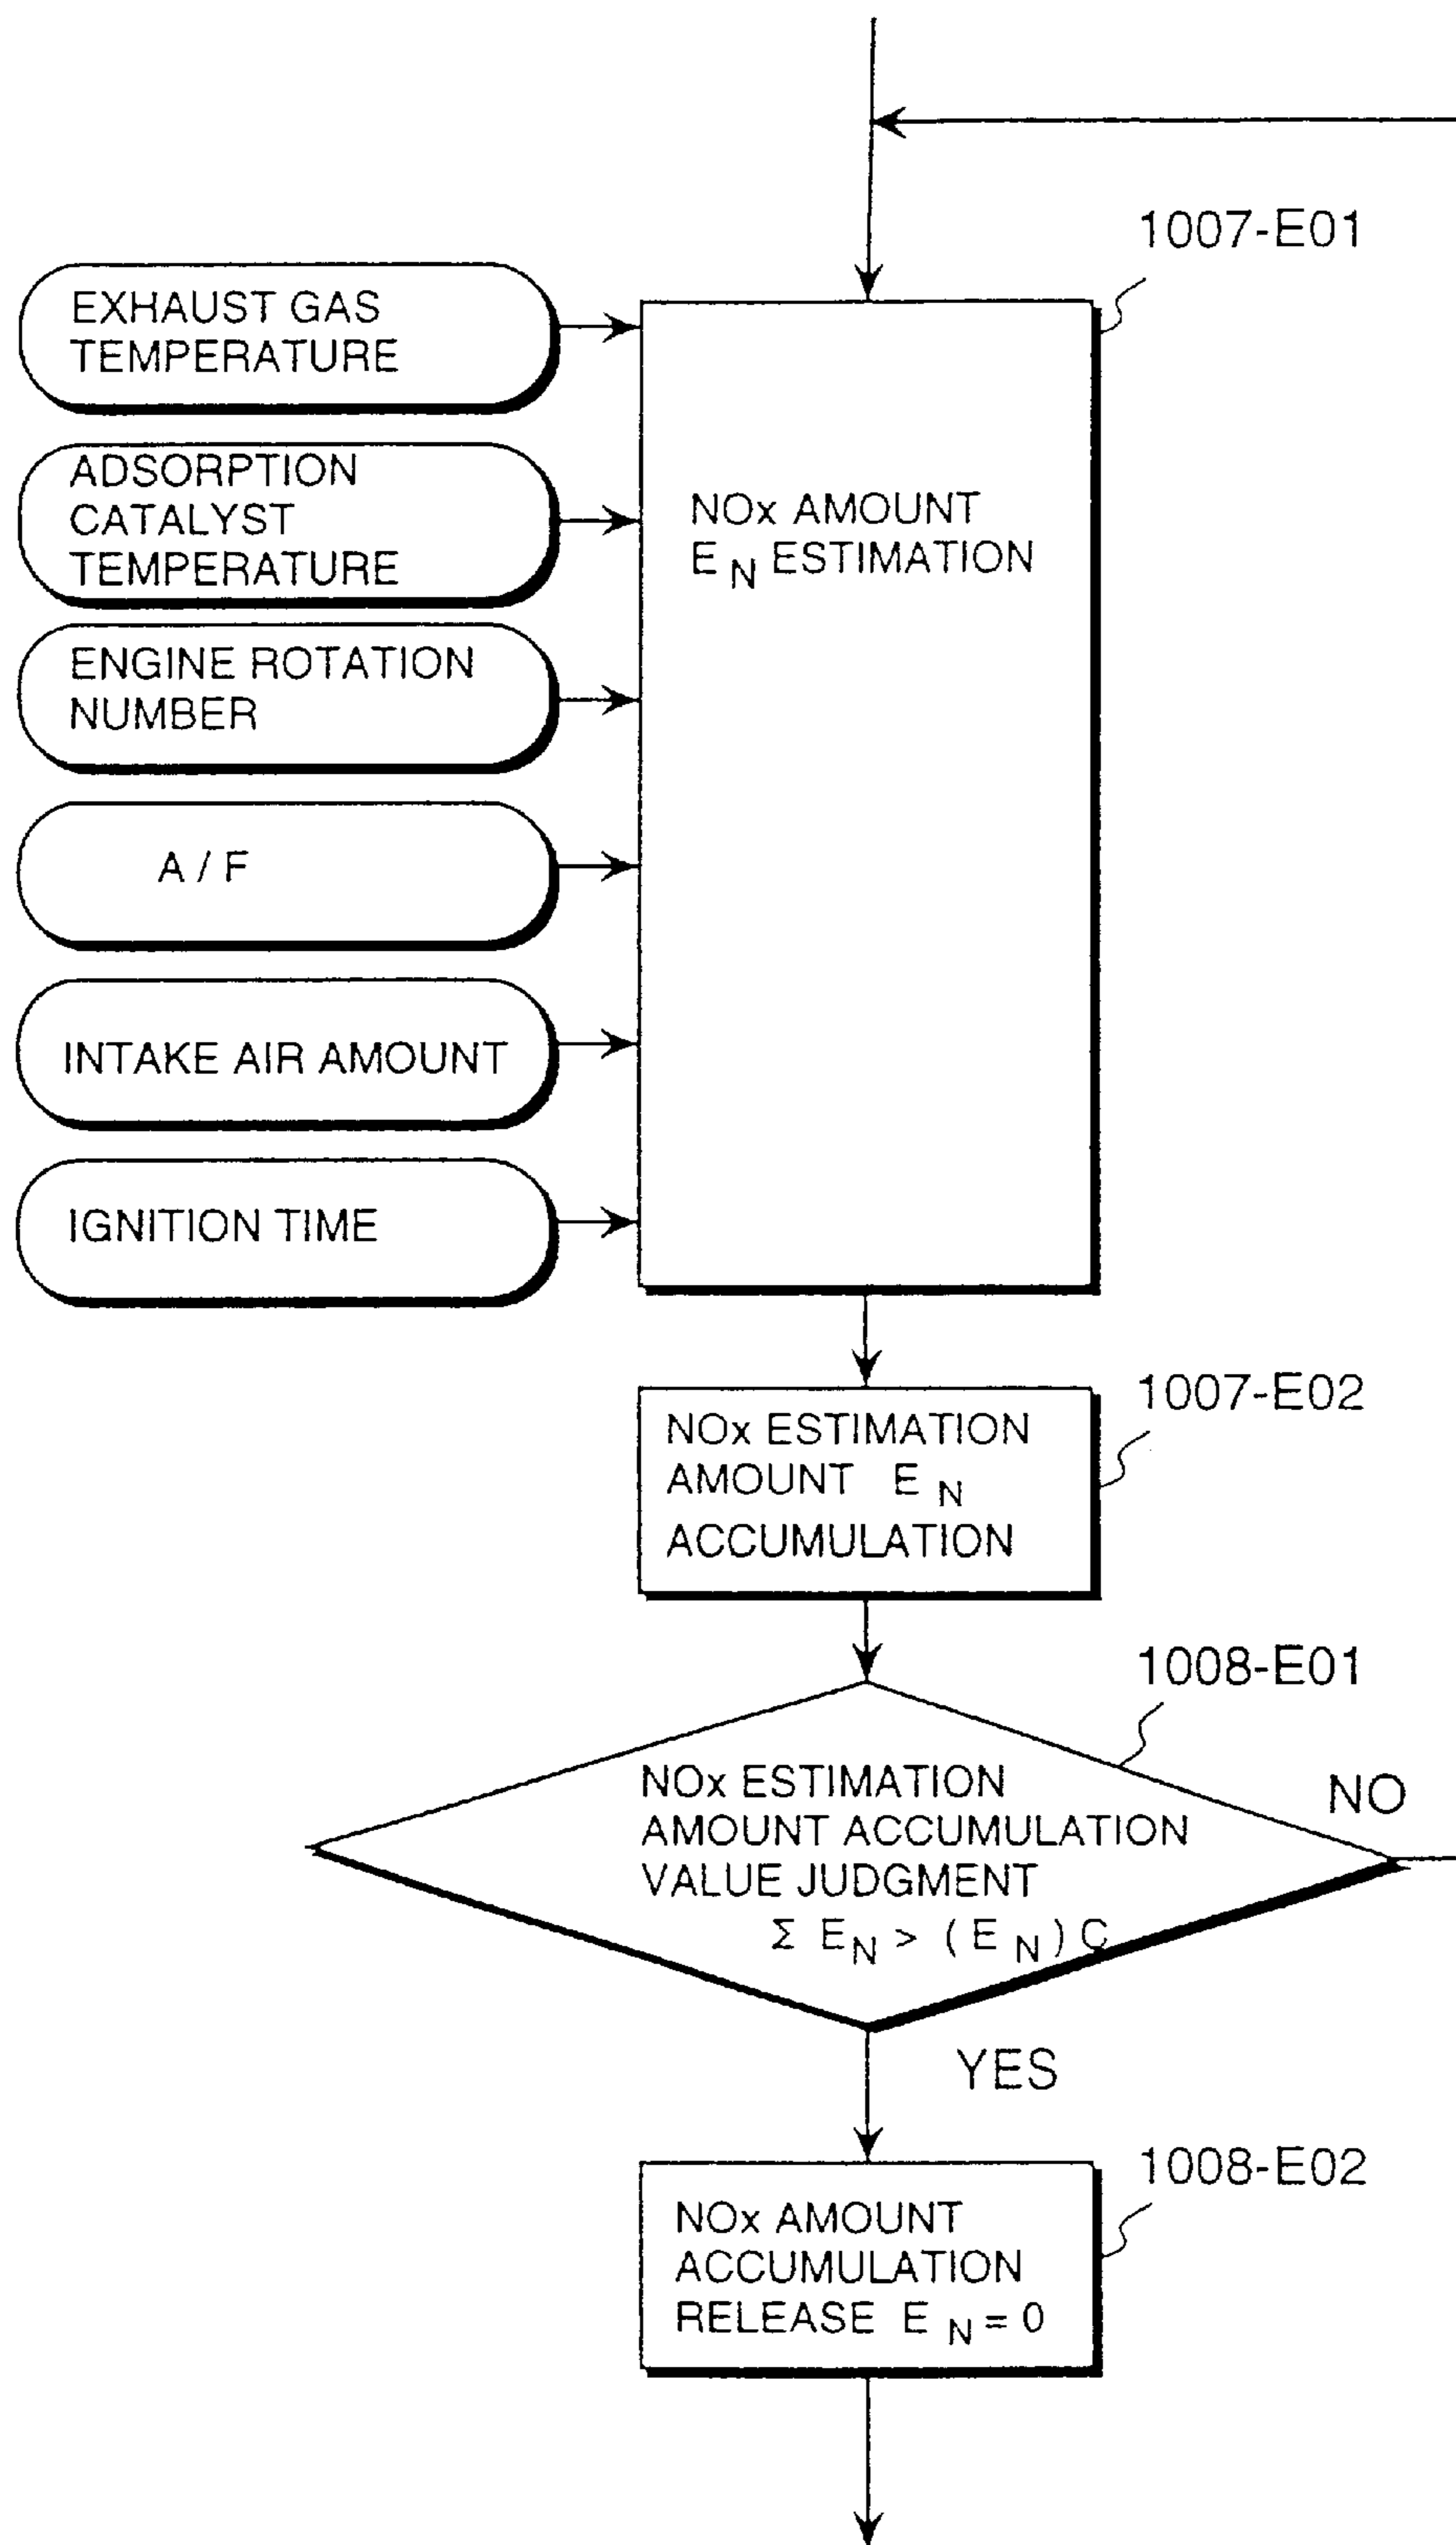 1007-E01
EXHAUST GAS
TEMPERATURE
ADSORPTION
CATALYST
TEMPERATURE
NOx AMOUNT
E N ESTIMATION
ENGINE ROTATION
NUMBER
A / F
INTAKE AIR AMOUNT
IGNITION TIME
1007-E02
NOx ESTIMATION
AMOUNT E N
ACCUMULATION
1008-E01
NOx ESTIMATION
AMOUNT ACCUMULATION
VALUE JUDGMENT
Σ E N > ( E N ) C
NO
YES
1008-E02
NOx AMOUNT
ACCUMULATION
RELEASE E N = 0